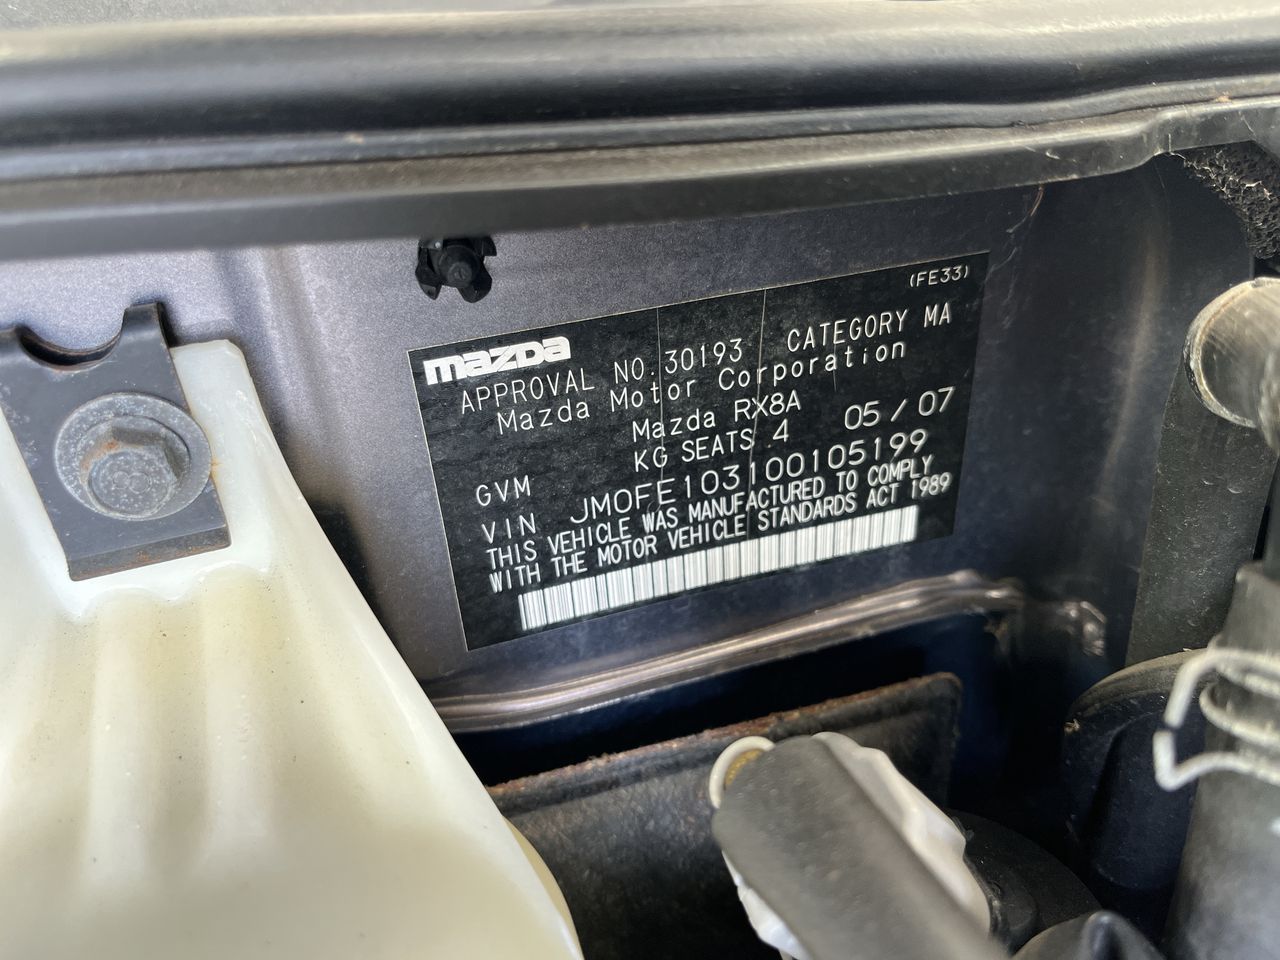 (FE33)
mazda
APPROVAL NO. 30193 CATEGORY MA
Mazda Motor Corporation
Mazda RX8A
GVM KG SEATS 4 05 / 07
VIN JM0FE103100105199
THIS VEHICLE WAS MANUFACTURED TO COMPLY
WITH THE MOTOR VEHICLE STANDARDS ACT 1989